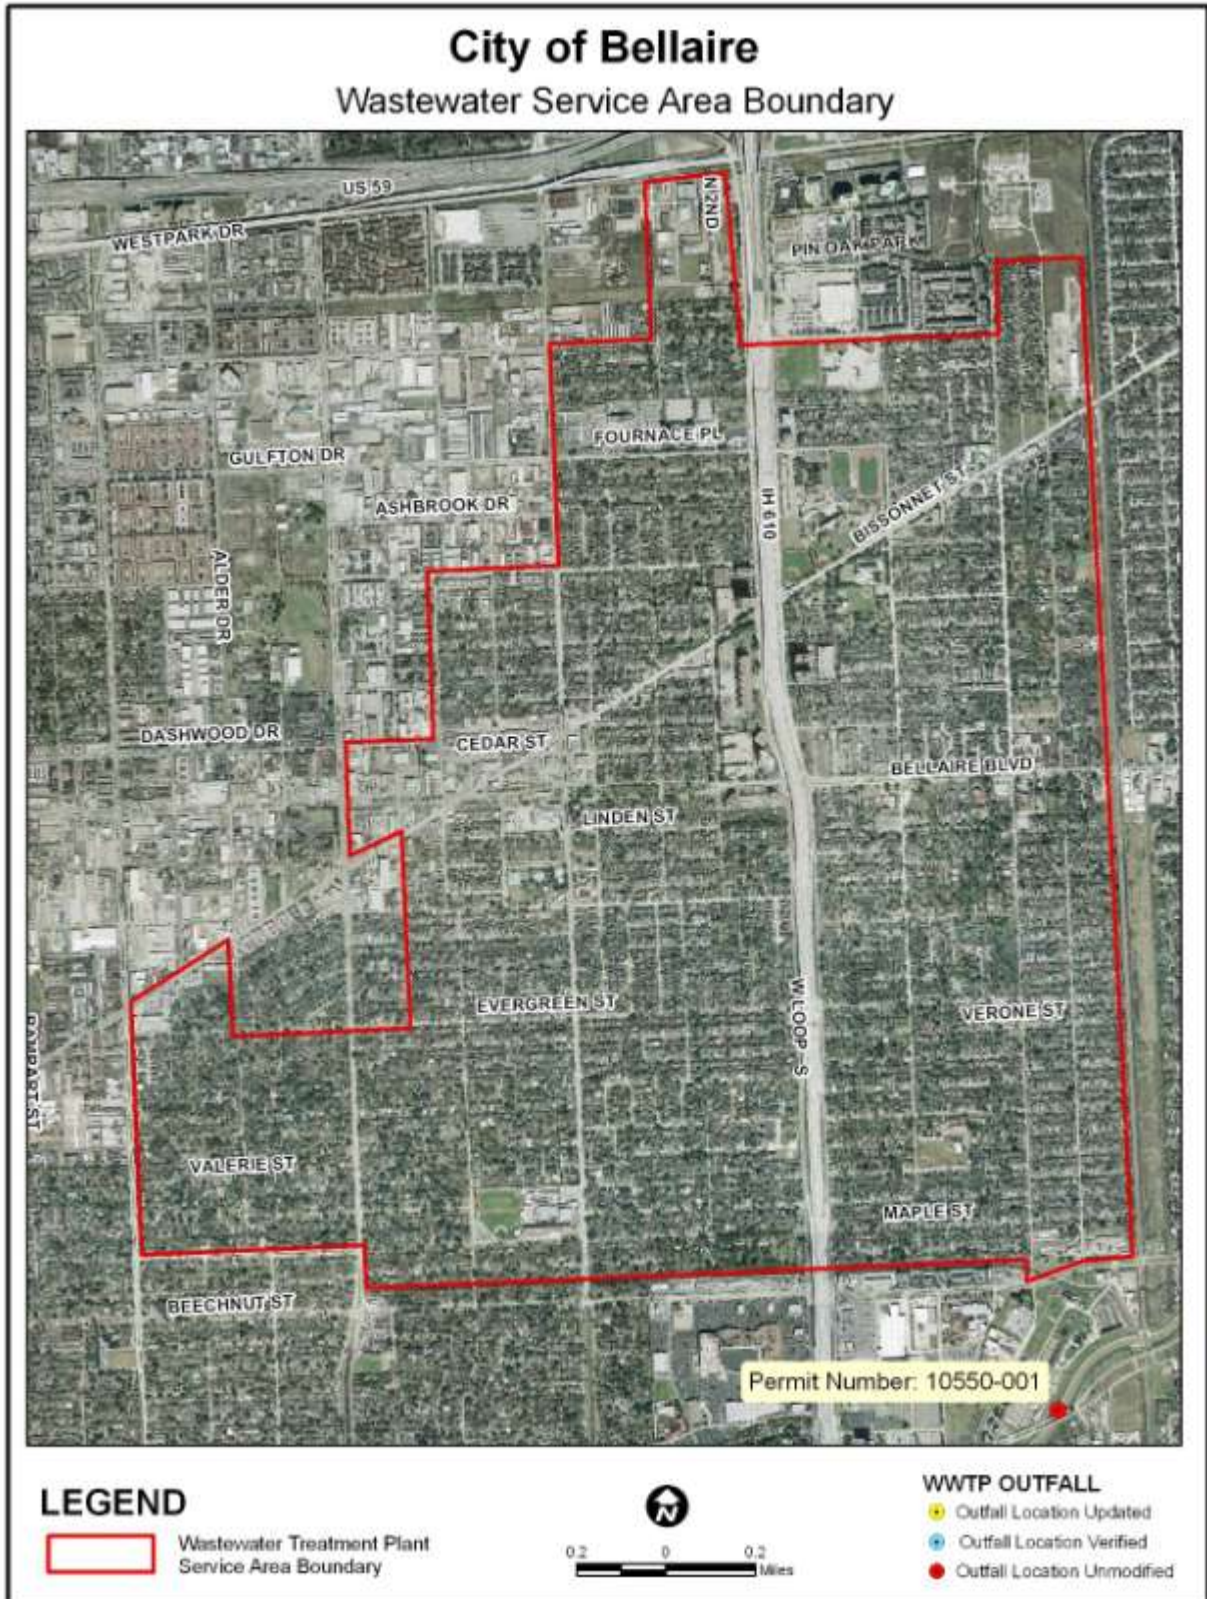 City of Bellaire
Wastewater Service Area Boundary
US 59
N 2ND
WESTPARK DR
PIN OAK PARK
FOURNACE PL
GULFTON DR
ASHBROOK DR
IH 610
BISSONNET ST
ALDER DR
DASHWOOD DR
CEDAR ST
BELLAIRE BLVD
LINDEN ST
EVERGREEN ST
W LOOP S
VERONE ST
VALERIE ST
MAPLE ST
BEECHNUT ST
Permit Number: 10550-001
LEGEND
Wastewater Treatment Plant
Service Area Boundary
N
0.2 0 0.2
Miles
WWTP OUTFALL
Outfall Location Updated
Outfall Location Verified
Outfall Location Unmodified